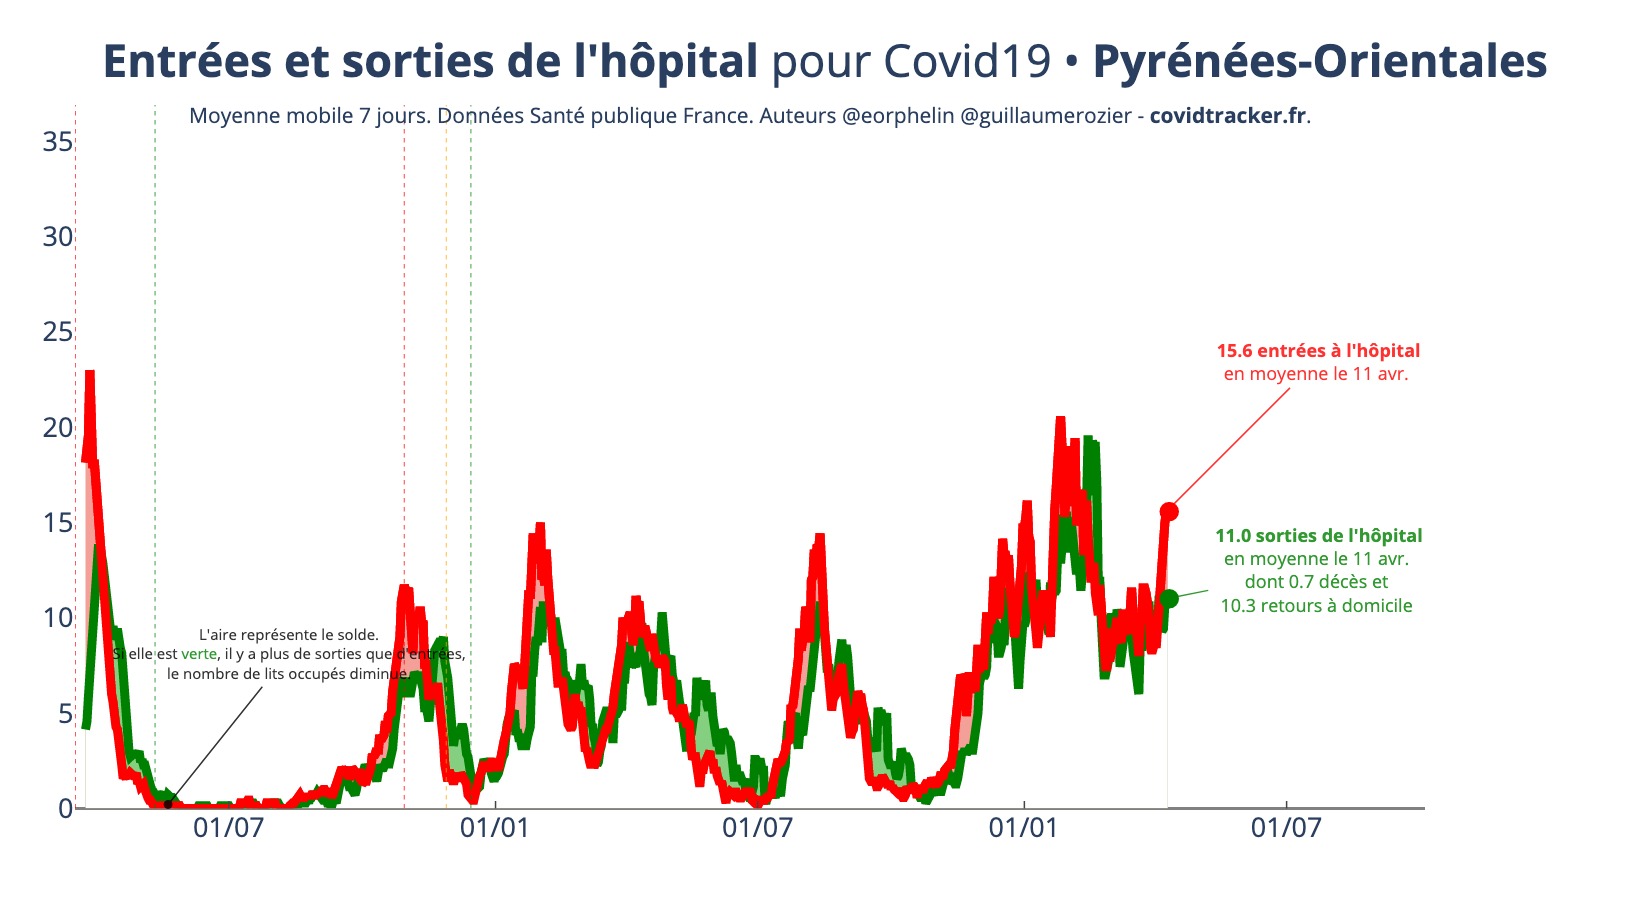 Entrées et sorties de l'hôpital pour Covid19 • Pyrénées-Orientales
Moyenne mobile 7 jours. Données Santé publique France. Auteurs @eorphelin @guillaumerozier - covidtracker.fr.
35
30
25
20
15
10
5
0
15.6 entrées à l'hôpital
en moyenne le 11 avr.
11.0 sorties de l'hôpital
en moyenne le 11 avr.
dont 0.7 décès et
10.3 retours à domicile
L'aire représente le solde.
Si elle est verte, il y a plus de sorties que d'entrées,
le nombre de lits occupés diminue.
01/07
01/01
01/07
01/01
01/07